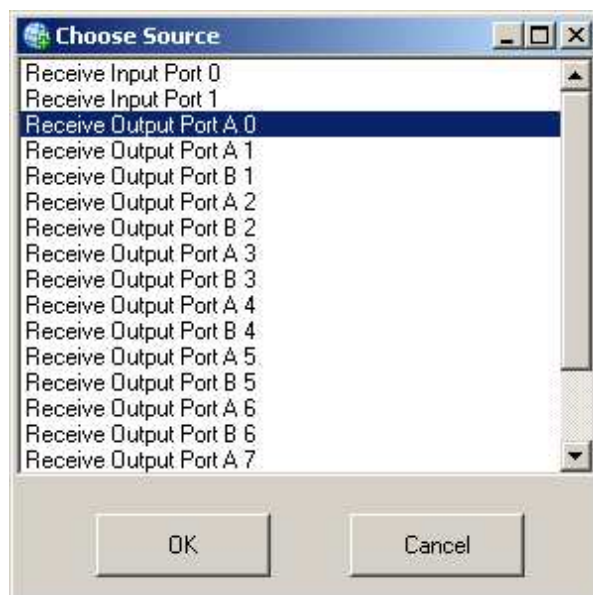 Choose Source
Receive Input Port 0
Receive Input Port 1
Receive Output Port A 0
Receive Output Port A 1
Receive Output Port B 1
Receive Output Port A 2
Receive Output Port B 2
Receive Output Port A 3
Receive Output Port B 3
Receive Output Port A 4
Receive Output Port B 4
Receive Output Port A 5
Receive Output Port B 5
Receive Output Port A 6
Receive Output Port B 6
Receive Output Port A 7
OK Cancel